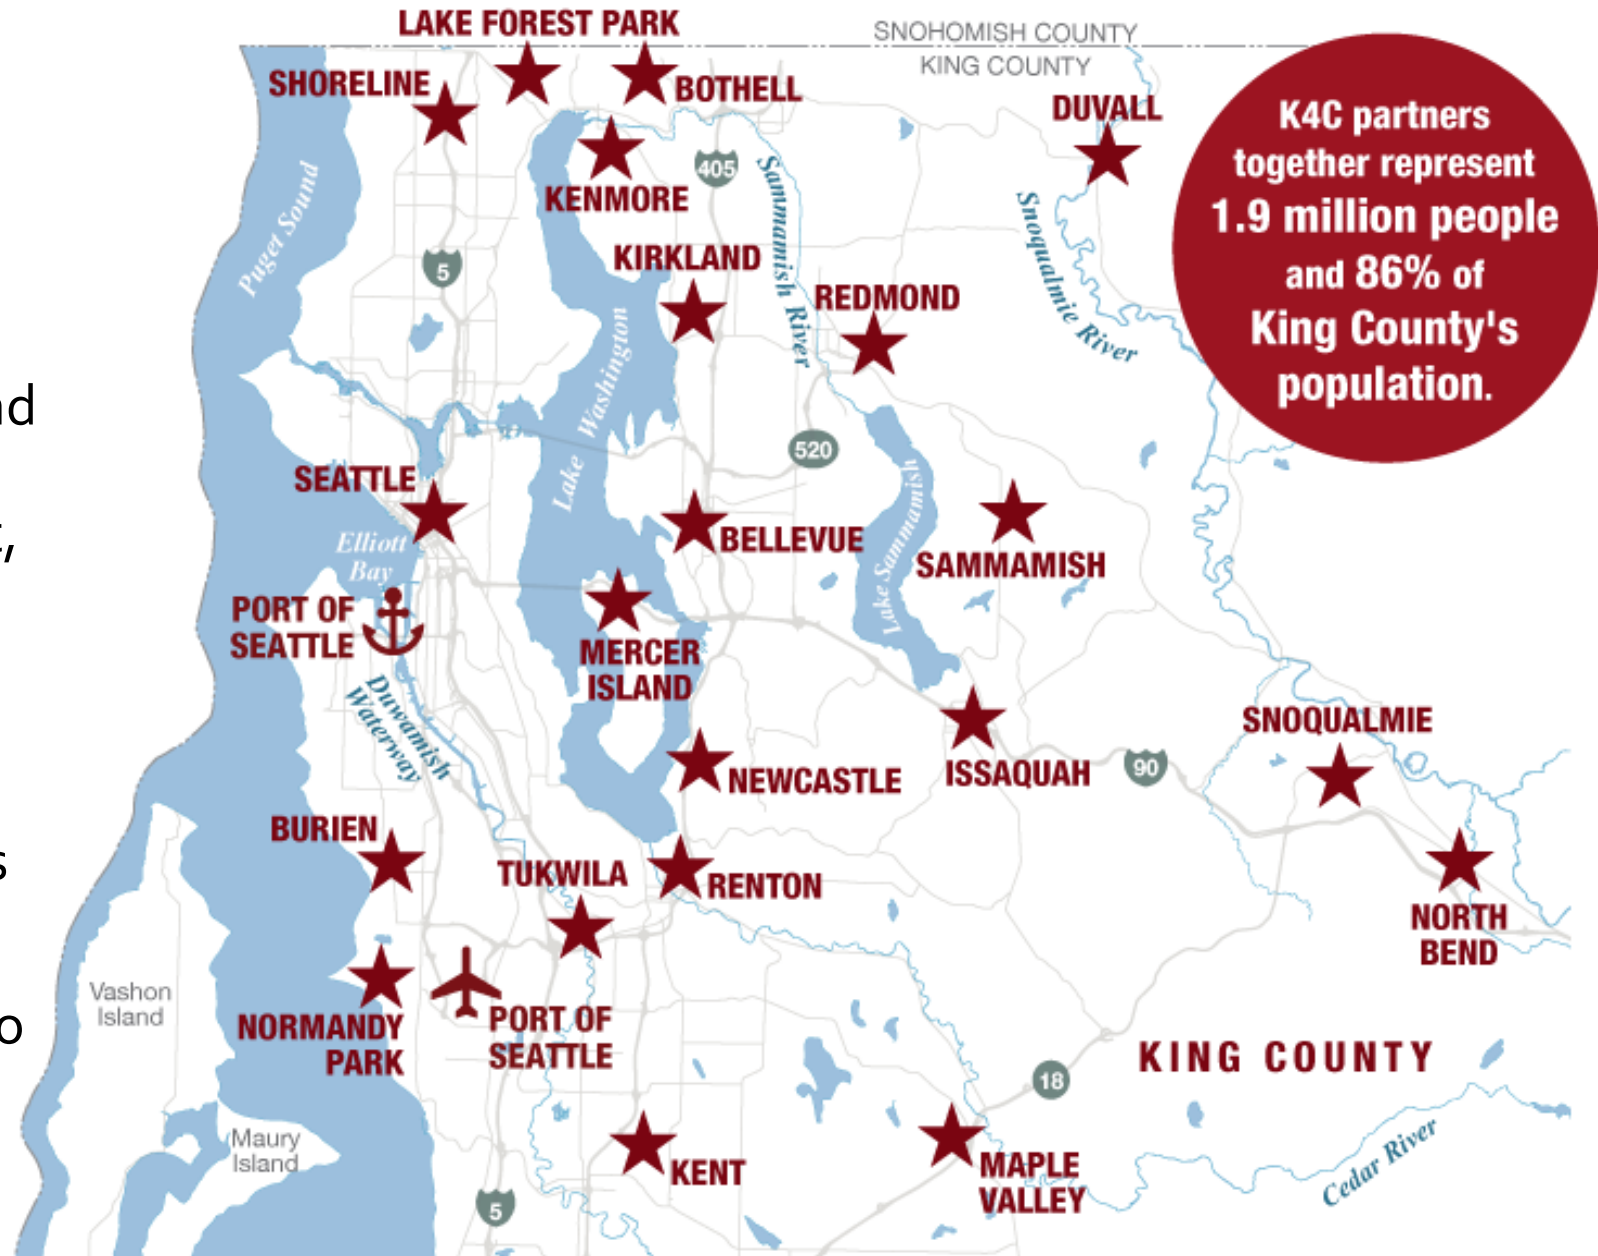 LAKE FOREST PARK
SNOHOMISH COUNTY
KING COUNTY
SHORELINE
BOTHELL
DUVALL
K4C partners
together represent
1.9 million people
and 86% of
King County's
population.
405
KENMORE
Puget Sound
Sammamish River
Snoqualmie River
5
KIRKLAND
REDMOND
Lake Washington
nd
520
SEATTLE
Elliott
Bay
BELLEVUE
Lake Sammamish
SAMMAMISH
PORT OF
SEATTLE
MERCER
ISLAND
Duwamish
Waterway
SNOQUALMIE
NEWCASTLE
ISSAQUAH
90
BURIEN
TUKWILA
RENTON
s
NORTH
BEND
Vashon
Island
NORMANDY
PARK
PORT OF
SEATTLE
o
KING COUNTY
18
Maury
Island
KENT
MAPLE
VALLEY
Cedar River
5